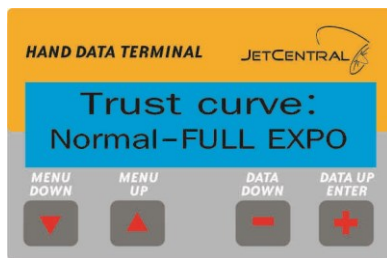 HAND DATA TERMINAL
JETCENTRAL
Trust curve:
Normal-FULL EXPO
MENU DOWN
MENU UP
DATA DOWN
DATA UP ENTER